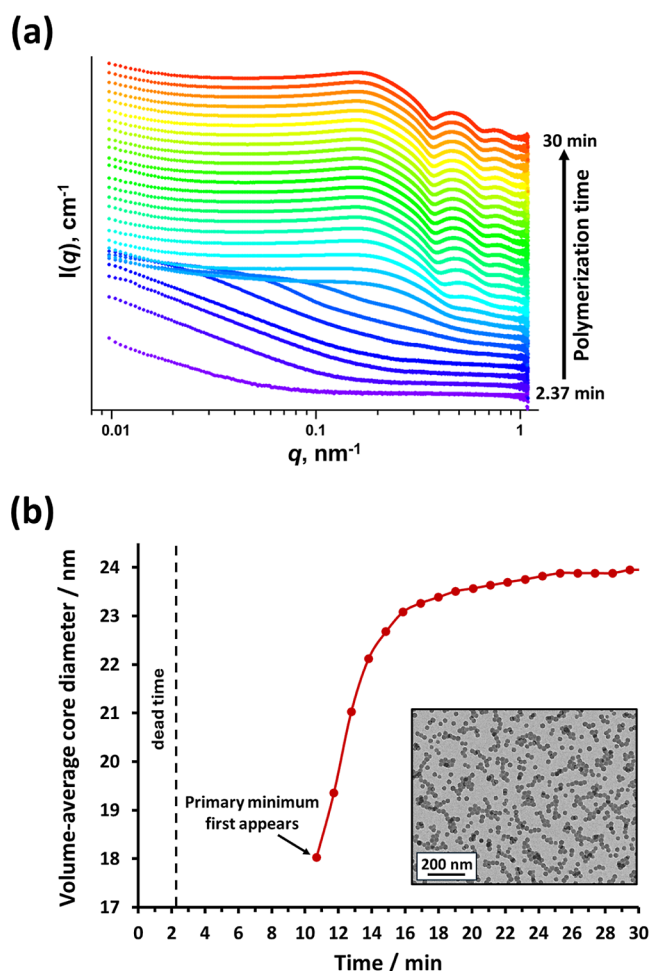 (a)
I(q), cm⁻¹
30 min
Polymerization time
2.37 min
0.01
0.1
1
q, nm⁻¹
(b)
Volume-average core diameter / nm
24
23
22
21
20
19
18
17
dead time
Primary minimum
first appears
200 nm
0
2
4
6
8
10
12
14
16
18
20
22
24
26
28
30
Time / min